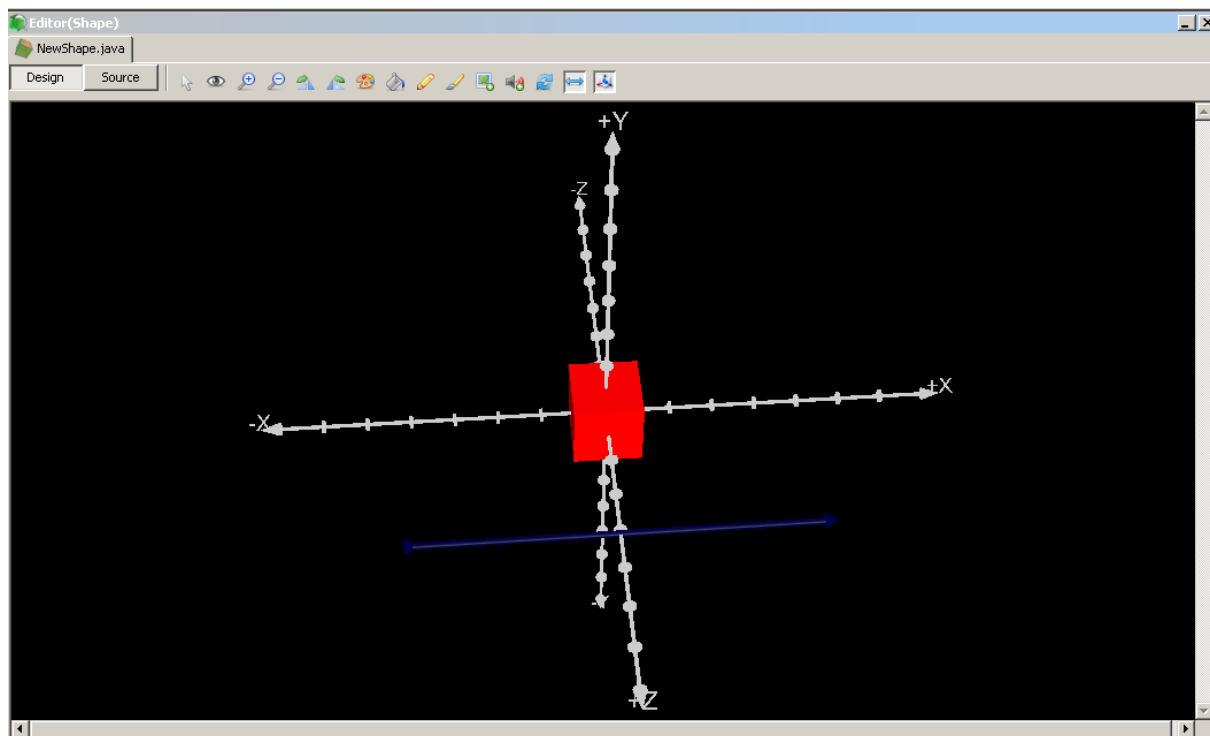 Editor(Shape)
NewShape.java
Design Source
+Y
-Z
+X
-X
-Y
+Z